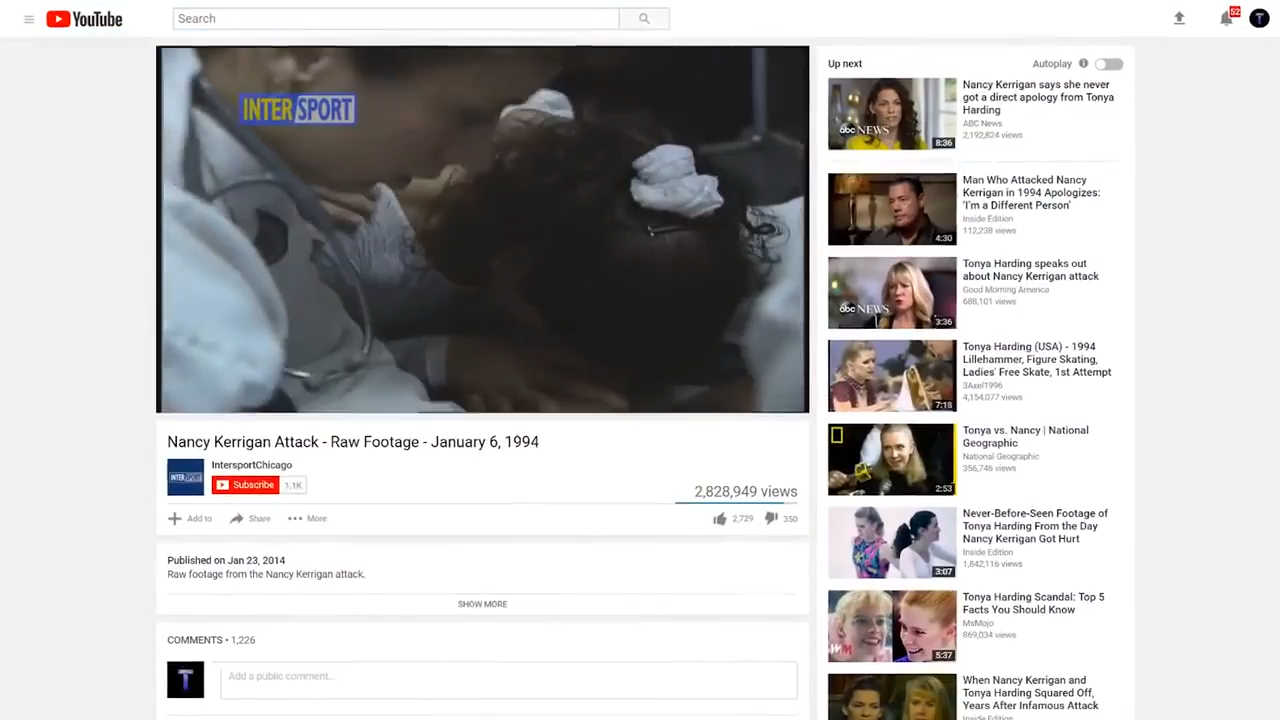 YouTube
Search
52
T
INTERSPORT
Nancy Kerrigan Attack - Raw Footage - January 6, 1994
INTERSPORT
IntersportChicago
Subscribe 1.1K
2,828,949 views
Add to Share More
2,729 350
Published on Jan 23, 2014
Raw footage from the Nancy Kerrigan attack.
SHOW MORE
COMMENTS • 1,226
T
Add a public comment...
Up next
Autoplay
abc NEWS
8:36
Nancy Kerrigan says she never
got a direct apology from Tonya
Harding
ABC News
2,192,824 views
4:30
Man Who Attacked Nancy
Kerrigan in 1994 Apologizes:
'I'm a Different Person'
Inside Edition
112,238 views
abc NEWS
3:36
Tonya Harding speaks out
about Nancy Kerrigan attack
Good Morning America
688,101 views
7:18
Tonya Harding (USA) - 1994
Lillehammer, Figure Skating,
Ladies' Free Skate, 1st Attempt
3Axel1996
4,154,077 views
2:53
Tonya vs. Nancy | National
Geographic
National Geographic
356,746 views
3:07
Never-Before-Seen Footage of
Tonya Harding From the Day
Nancy Kerrigan Got Hurt
Inside Edition
1,842,116 views
WM
5:37
Tonya Harding Scandal: Top 5
Facts You Should Know
MsMojo
869,034 views
When Nancy Kerrigan and
Tonya Harding Squared Off,
Years After Infamous Attack